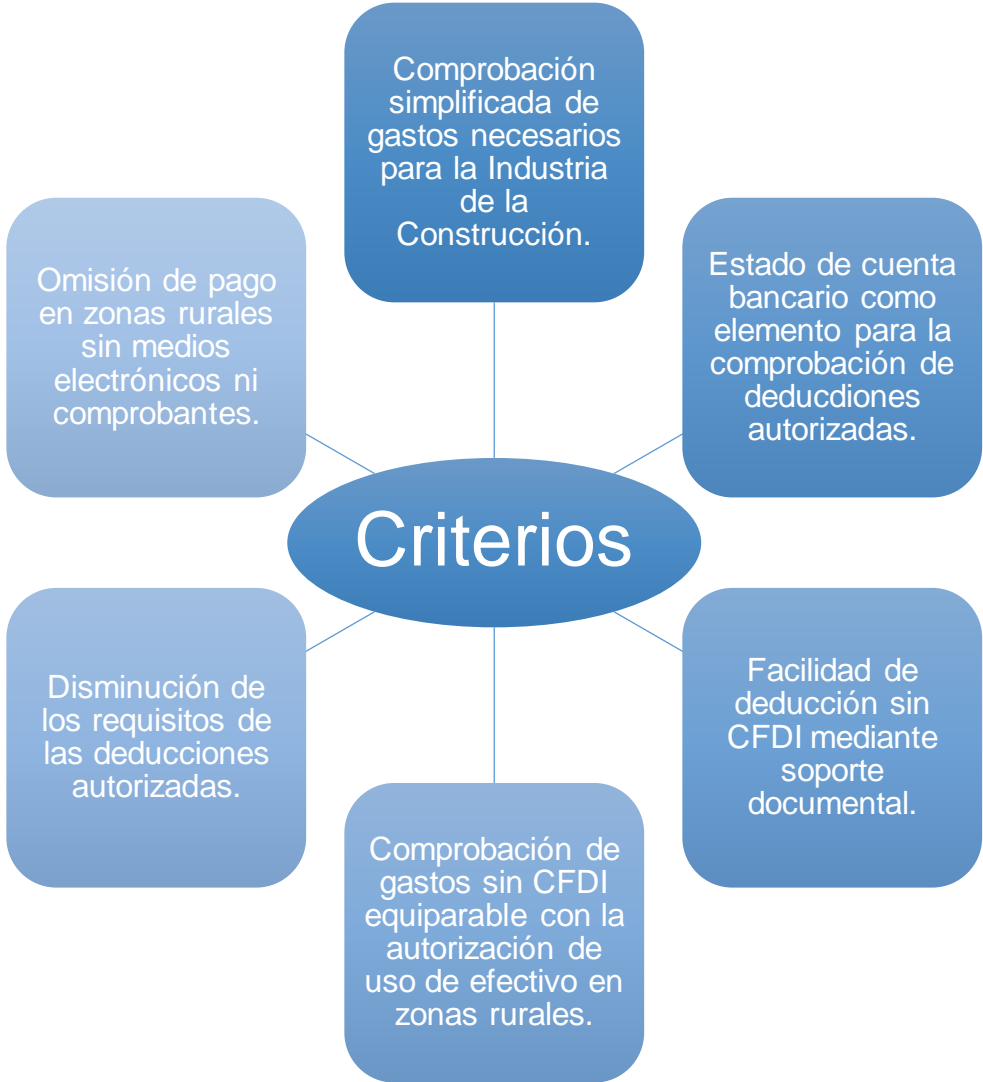 Comprobación
simplificada de
gastos necesarios
para la Industria
de la
Construcción.
Estado de cuenta
bancario como
elemento para la
comprobación de
deducdiones
autorizadas.
Facilidad de
deducción sin
CFDI mediante
soporte
documental.
Comprobación de
gastos sin CFDI
equiparable con la
autorización de
uso de efectivo en
zonas rurales.
Disminución de
los requisitos de
las deducciones
autorizadas.
Omisión de pago
en zonas rurales
sin medios
electrónicos ni
comprobantes.
Criterios